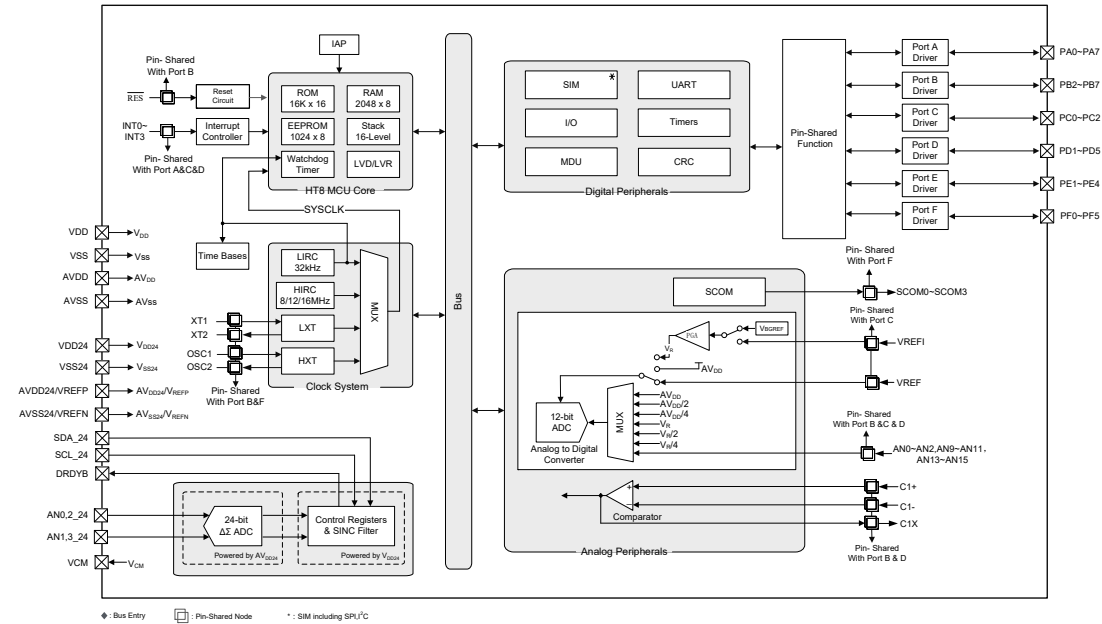 IAP
Pin- Shared
With Port B
RES
Reset
Circuit
INT0~
INT3
Interrupt
Controller
Pin- Shared
With Port A&C&D
ROM
16K x 16
RAM
2048 x 8
EEPROM
1024 x 8
Stack
16-Level
Watchdog
Timer
LVD/LVR
HT8 MCU Core
SYSCLK
Time Bases
LIRC
32kHz
HIRC
8/12/16MHz
LXT
HXT
MUX
Clock System
XT1
XT2
OSC1
OSC2
Pin- Shared
With Port B&F
VDD
VDD
VSS
Vss
AVDD
AVDD
AVSS
AVss
VDD24
VDD24
VSS24
VSS24
AVDD24/VREFP
AVDD24/VREFP
AVSS24/VREFN
AVSS24/VREFN
SDA_24
SCL_24
DRDYB
AN0,2_24
AN1,3_24
VCM
VCM
24-bit
ΔΣ ADC
Powered by AVDD24
Control Registers
& SINC Filter
Powered by VDD24
Bus
SIM
*
UART
I/O
Timers
MDU
CRC
Digital Peripherals
Pin-Shared
Function
Port A
Driver
PA0~PA7
Port B
Driver
PB2~PB7
Port C
Driver
PC0~PC2
Port D
Driver
PD1~PD5
Port E
Driver
PE1~PE4
Port F
Driver
PF0~PF5
Pin- Shared
With Port F
SCOM
SCOM0~SCOM3
Pin- Shared
With Port C
VREFI
VREF
PGA
VBGREF
VR
AVDD
12-bit
ADC
MUX
AVDD
AVDD/2
AVDD/4
VR
VR/2
VR/4
Analog to Digital
Converter
Pin- Shared
With Port B &C & D
AN0~AN2,AN9~AN11,
AN13~AN15
+
-
Comparator
C1+
C1-
C1X
Pin- Shared
With Port B & D
Analog Peripherals
: Bus Entry
: Pin-Shared Node
* : SIM including SPI,I²C